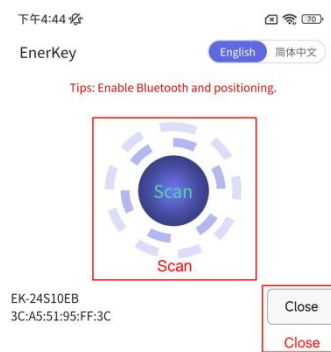 下午4:44
70
EnerKey
English 简体中文
Tips: Enable Bluetooth and positioning.
Scan
Scan
EK-24S10EB
3C:A5:51:95:FF:3C
Close
Close